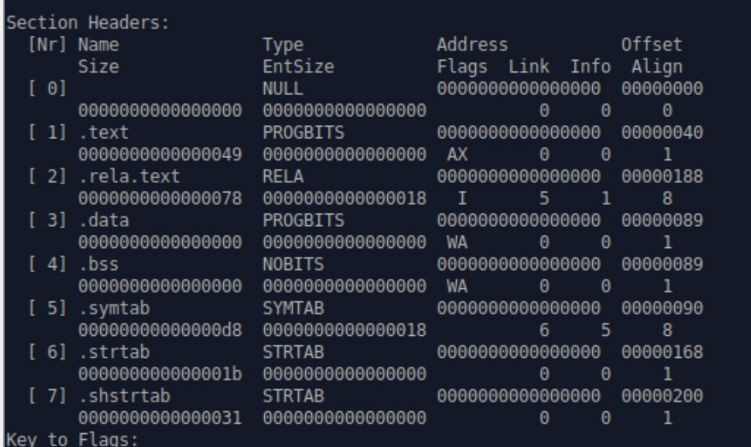 Section Headers:
[Nr] Name Type Address Offset
Size EntSize Flags Link Info Align
[ 0] NULL 0000000000000000 00000000
0000000000000000 0000000000000000 0 0 0
[ 1] .text PROGBITS 0000000000000000 00000040
0000000000000049 0000000000000000 AX 0 0 1
[ 2] .rela.text RELA 0000000000000000 00000188
0000000000000078 0000000000000018 I 5 1 8
[ 3] .data PROGBITS 0000000000000000 00000089
0000000000000000 0000000000000000 WA 0 0 1
[ 4] .bss NOBITS 0000000000000000 00000089
0000000000000000 0000000000000000 WA 0 0 1
[ 5] .symtab SYMTAB 0000000000000000 00000090
00000000000000d8 0000000000000018 6 5 8
[ 6] .strtab STRTAB 0000000000000000 00000168
000000000000001b 0000000000000000 0 0 1
[ 7] .shstrtab STRTAB 0000000000000000 00000200
0000000000000031 0000000000000000 0 0 1
Key to Flags: